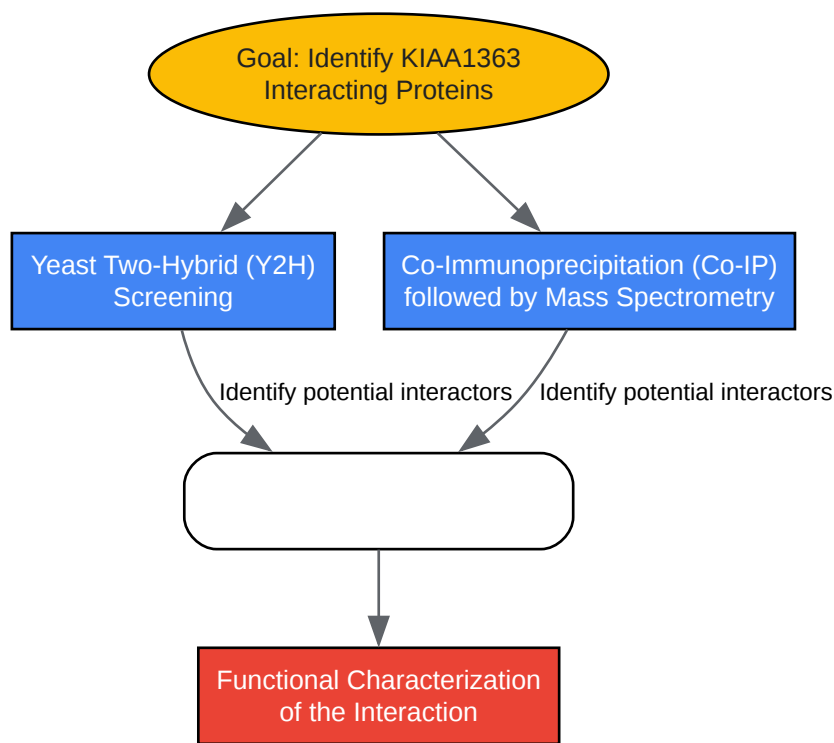 Goal: Identify KIAA1363
Interacting Proteins
Yeast Two-Hybrid (Y2H)
Screening
Co-Immunoprecipitation (Co-IP)
followed by Mass Spectrometry
Identify potential interactors
Identify potential interactors
Functional Characterization
of the Interaction